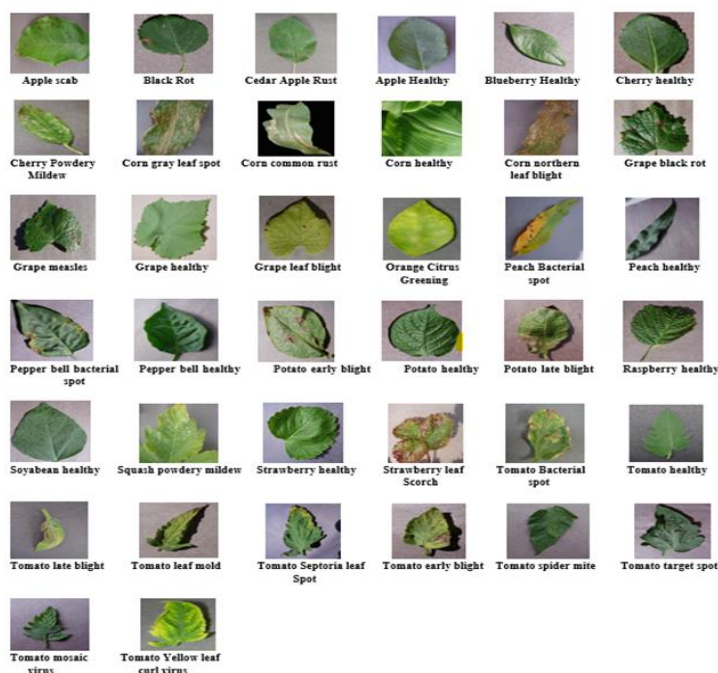 Apple scab
Black Rot
Cedar Apple Rust
Apple Healthy
Blueberry Healthy
Cherry healthy
Cherry Powdery
Mildew
Corn gray leaf spot
Corn common rust
Corn healthy
Corn northern
leaf blight
Grape black rot
Grape measles
Grape healthy
Grape leaf blight
Orange Citrus
Greening
Peach Bacterial
spot
Peach healthy
Pepper bell bacterial
spot
Pepper bell healthy
Potato early blight
Potato healthy
Potato late blight
Raspberry healthy
Soyabean healthy
Squash powdery mildew
Strawberry healthy
Strawberry leaf
Scorch
Tomato Bacterial
spot
Tomato healthy
Tomato late blight
Tomato leaf mold
Tomato Septoria leaf
Spot
Tomato early blight
Tomato spider mite
Tomato target spot
Tomato mosaic
virus
Tomato Yellow leaf
curl virus